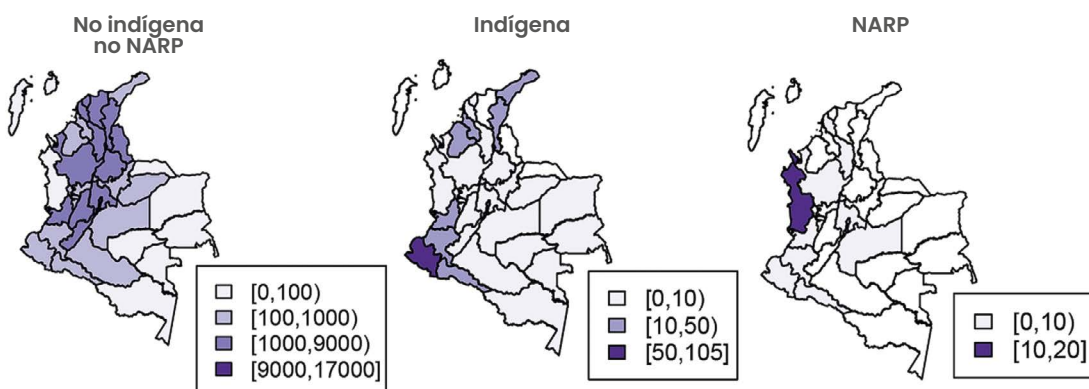 No indígena
no NARP
Indígena
NARP
[0,100)
[100,1000)
[1000,9000)
[9000,17000]
[0,10)
[10,50)
[50,105]
[0,10)
[10,20]